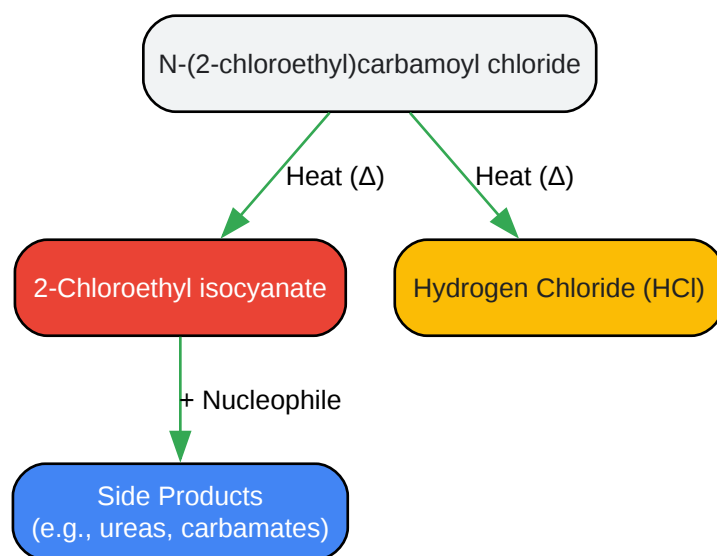 N-(2-chloroethyl)carbamoyl chloride
Heat (Δ)
Heat (Δ)
2-Chloroethyl isocyanate
Hydrogen Chloride (HCl)
+ Nucleophile
Side Products
(e.g., ureas, carbamates)